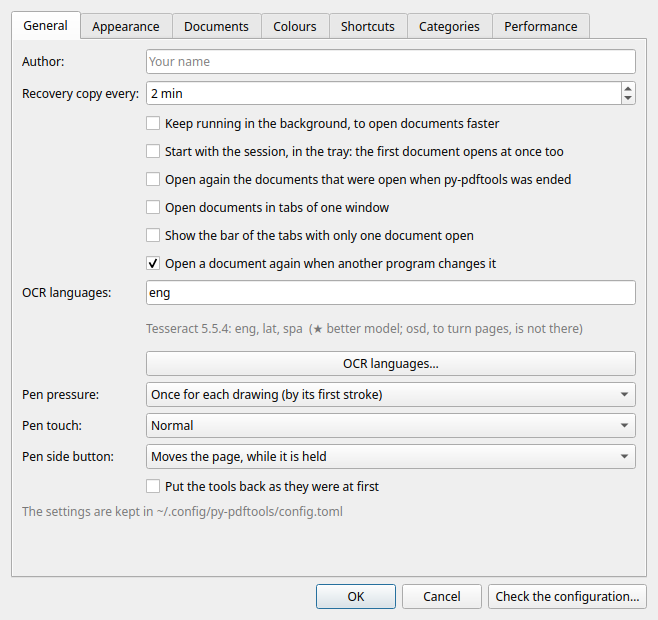 General Appearance Documents Colours Shortcuts Categories Performance
Author: Your name
Recovery copy every: 2 min
Keep running in the background, to open documents faster
Start with the session, in the tray: the first document opens at once too
Open again the documents that were open when py-pdftools was ended
Open documents in tabs of one window
Show the bar of the tabs with only one document open
Open a document again when another program changes it
OCR languages: eng
Tesseract 5.5.4: eng, lat, spa (★ better model; osd, to turn pages, is not there)
OCR languages...
Pen pressure: Once for each drawing (by its first stroke)
Pen touch: Normal
Pen side button: Moves the page, while it is held
Put the tools back as they were at first
The settings are kept in ~/.config/py-pdftools/config.toml
OK Cancel Check the configuration...